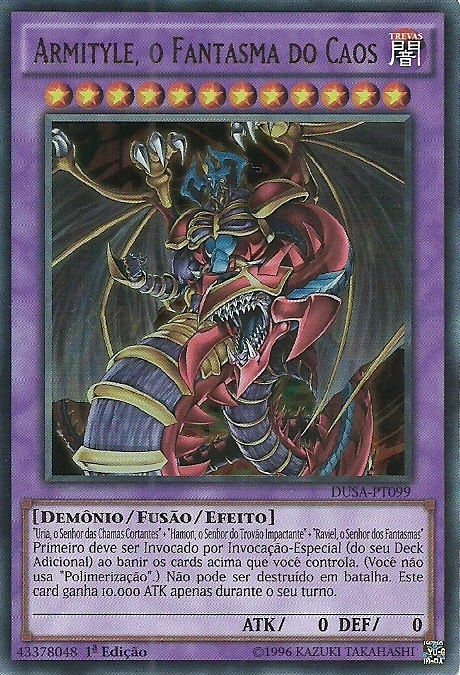 Armityle, o Fantasma do Caos
TREVAS
闇
DUSA-PT099
[Demônio/Fusão/Efeito]
"Uria, o Senhor das Chamas Cortantes" + "Hamon, o Senhor do Trovão Impactante" + "Raviel, o Senhor dos Fantasmas"
Primeiro deve ser Invocado por Invocação-Especial (do seu Deck
Adicional) ao banir os cards acima que você controla. (Você não
usa "Polimerização".) Não pode ser destruído em batalha. Este
card ganha 10.000 ATK apenas durante o seu turno.
ATK/ 0 DEF/ 0
43378048 1ª Edição ©1996 KAZUKI TAKAHASHI